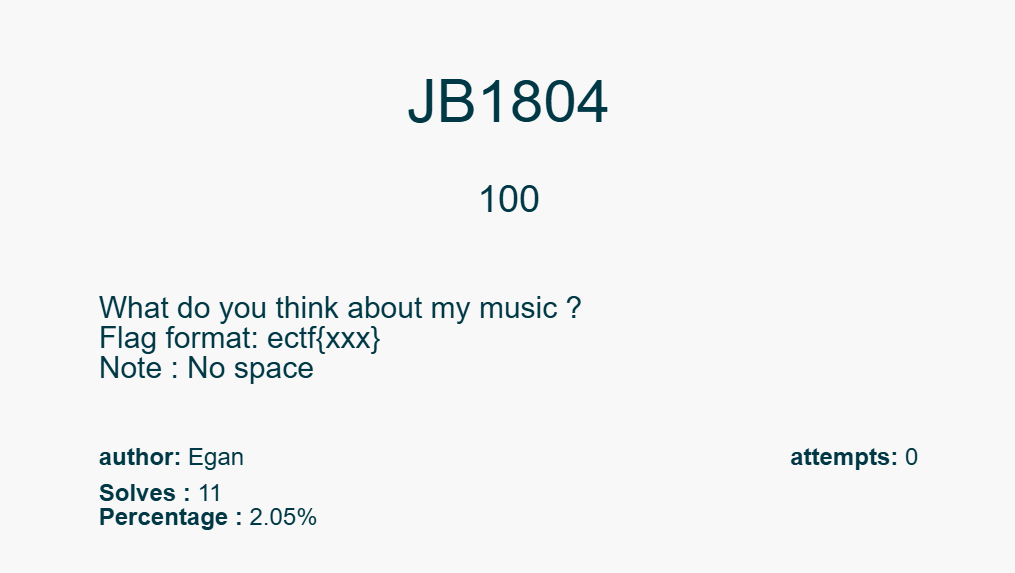 JB1804
100
What do you think about my music ?
Flag format: ectf{xxx}
Note : No space
author: Egan
attempts: 0
Solves : 11
Percentage : 2.05%